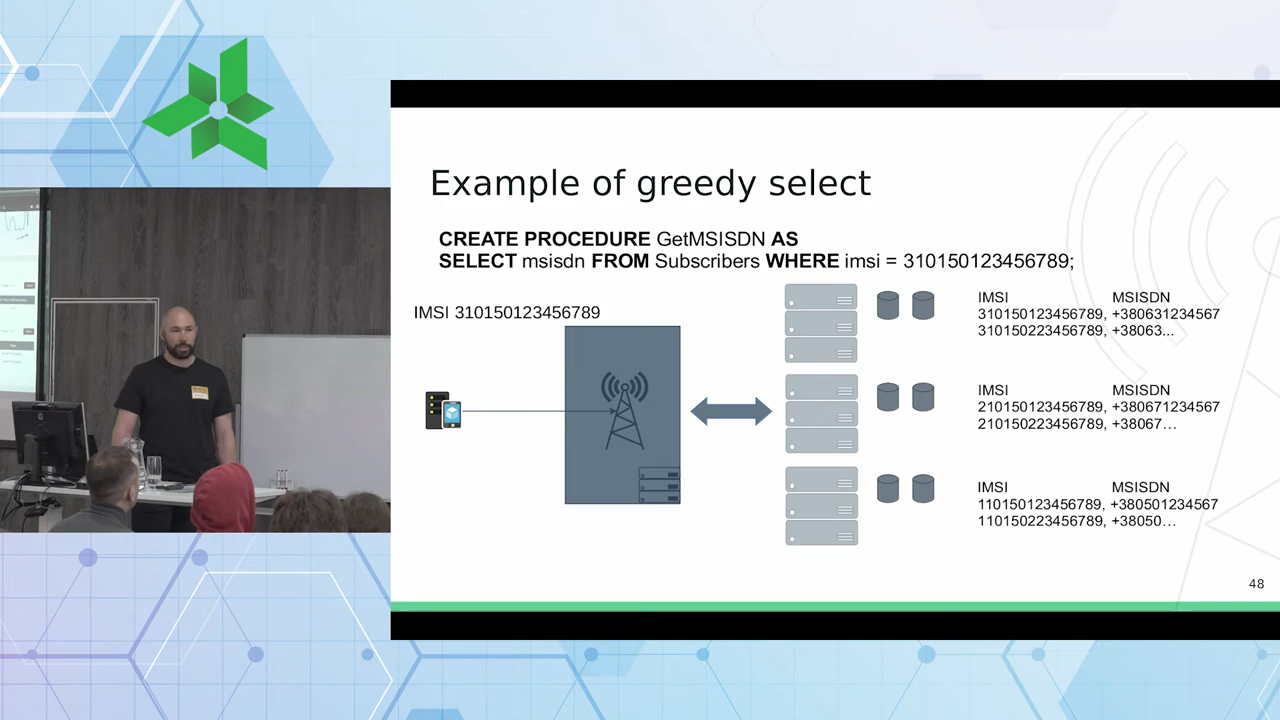 Example of greedy select
CREATE PROCEDURE GetMSISDN AS
SELECT msisdn FROM Subscribers WHERE imsi = 310150123456789;
IMSI 310150123456789
IMSI MSISDN
310150123456789, +380631234567
310150223456789, +38063...
IMSI MSISDN
210150123456789, +380671234567
210150223456789, +38067...
IMSI MSISDN
110150123456789, +380501234567
110150223456789, +38050...
48